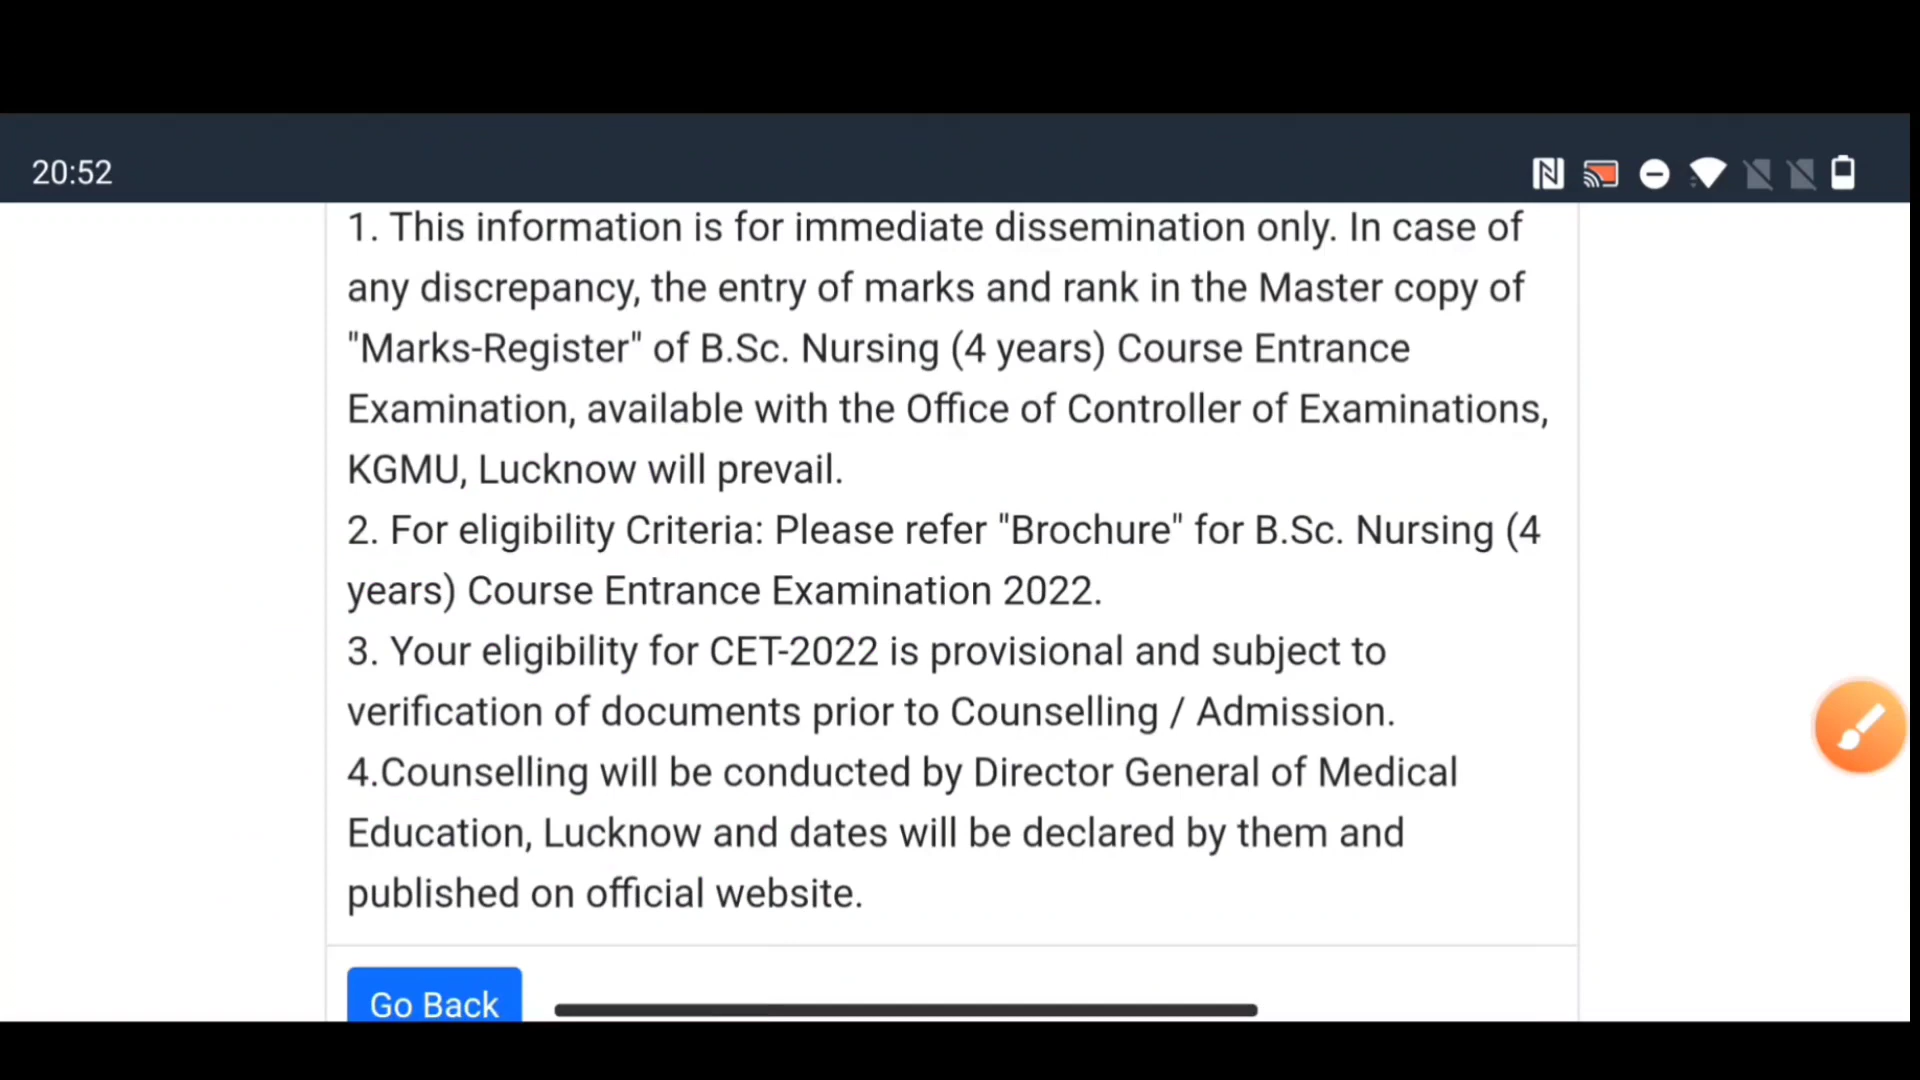 20:52
1. This information is for immediate dissemination only. In case of
any discrepancy, the entry of marks and rank in the Master copy of
"Marks-Register" of B.Sc. Nursing (4 years) Course Entrance
Examination, available with the Office of Controller of Examinations,
KGMU, Lucknow will prevail.
2. For eligibility Criteria: Please refer "Brochure" for B.Sc. Nursing (4
years) Course Entrance Examination 2022.
3. Your eligibility for CET-2022 is provisional and subject to
verification of documents prior to Counselling / Admission.
4.Counselling will be conducted by Director General of Medical
Education, Lucknow and dates will be declared by them and
published on official website.
Go Back